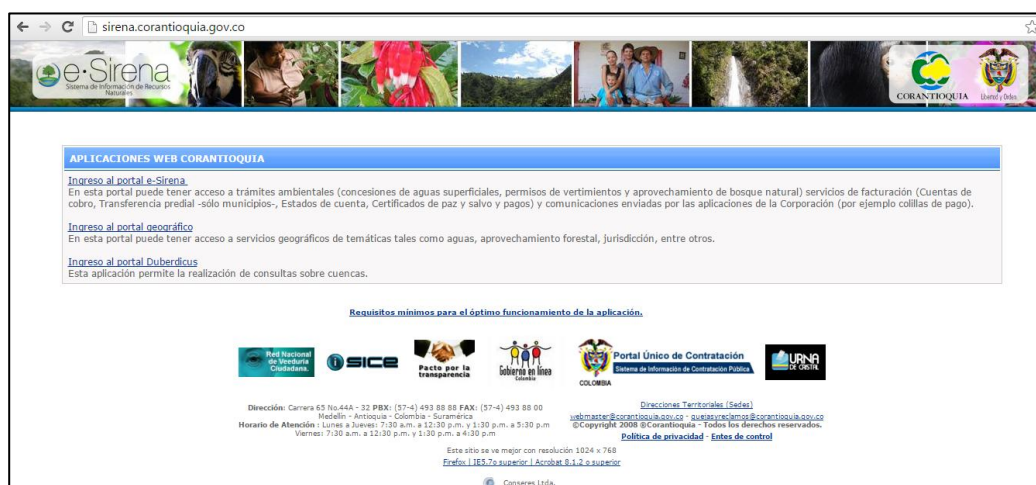 sirena.corantioquia.gov.co
e·Sirena
Sistema de Información de Recursos
Naturales
CORANTIOQUIA
Libertad y Orden
APLICACIONES WEB CORANTIOQUIA
Ingreso al portal e-Sirena
En esta portal puede tener acceso a trámites ambientales (concesiones de aguas superficiales, permisos de vertimientos y aprovechamiento de bosque natural) servicios de facturación (Cuentas de
cobro, Transferencia predial -sólo municipios-, Estados de cuenta, Certificados de paz y salvo y pagos) y comunicaciones enviadas por las aplicaciones de la Corporación (por ejemplo colillas de pago).
Ingreso al portal geográfico
En esta portal puede tener acceso a servicios geográficos de temáticas tales como aguas, aprovechamiento forestal, jurisdicción, entre otros.
Ingreso al portal Duberdicus
Esta aplicación permite la realización de consultas sobre cuencas.
Requisitos mínimos para el óptimo funcionamiento de la aplicación.
Red Nacional
de Veeduría
Ciudadana.
sice
Pacto por la
transparencia
Gobierno en línea
Colombia
COLOMBIA
Portal Único de Contratación
Sistema de Información de Contratación Pública
URNA
DE CRISTAL
Dirección: Carrera 65 No.44A - 32 PBX: (57-4) 493 88 88 FAX: (57-4) 493 88 00
Medellín - Antioquia - Colombia - Suramérica
Horario de Atención : Lunes a Jueves: 7:30 a.m. a 12:30 p.m. y 1:30 p.m. a 5:30 p.m
Viernes: 7:30 a.m. a 12:30 p.m. y 1:30 p.m. a 4:30 p.m
Direcciones Territoriales (Sedes)
webmaster@corantioquia.gov.co - quejasyreclamos@corantioquia.gov.co
©Copyright 2008 ®Corantioquia - Todos los derechos reservados.
Política de privacidad - Entes de control
Este sitio se ve mejor con resolución 1024 x 768
Firefox | IE5.7o superior | Acrobat 8.1.2 o superior
Conseres Ltda.